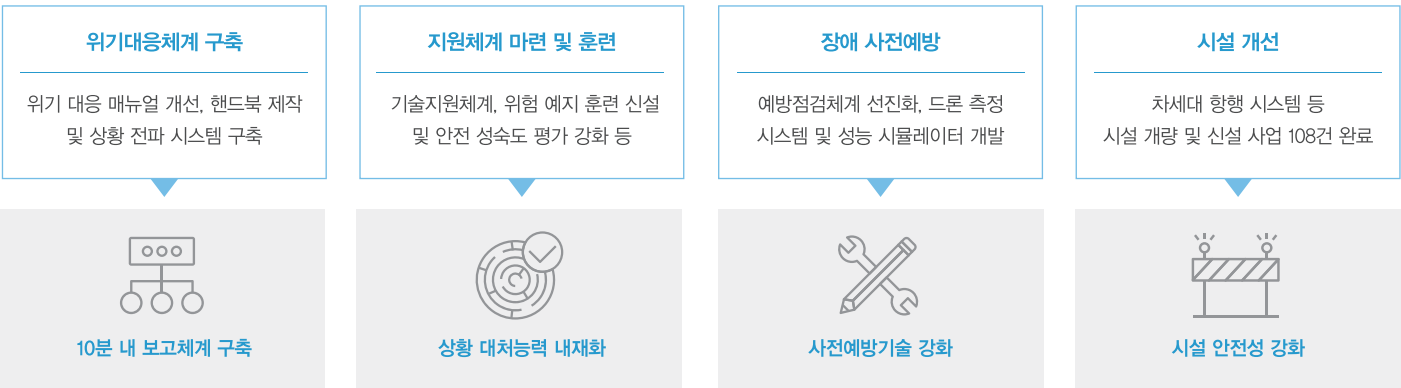 위기대응체계 구축
위기 대응 매뉴얼 개선, 핸드북 제작
및 상황 전파 시스템 구축
10분 내 보고체계 구축
지원체계 마련 및 훈련
기술지원체계, 위험 예지 훈련 신설
및 안전 성숙도 평가 강화 등
상황 대처능력 내재화
장애 사전예방
예방점검체계 선진화, 드론 측정
시스템 및 성능 시뮬레이터 개발
사전예방기술 강화
시설 개선
차세대 항행 시스템 등
시설 개량 및 신설 사업 108건 완료
시설 안전성 강화